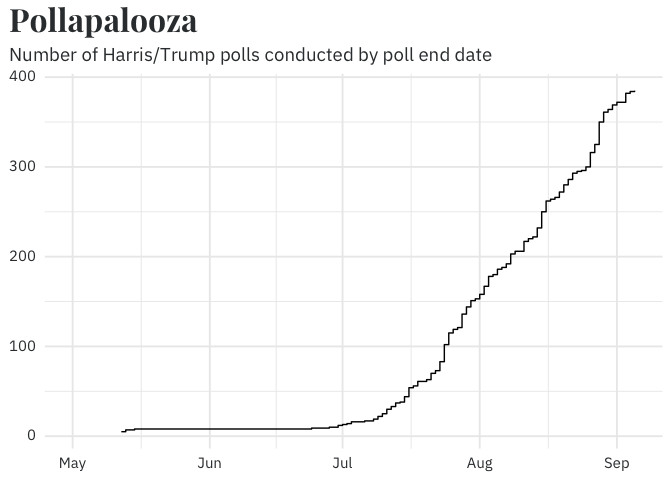 Pollapalooza
Number of Harris/Trump polls conducted by poll end date
400
300
200
100
0
May Jun Jul Aug Sep